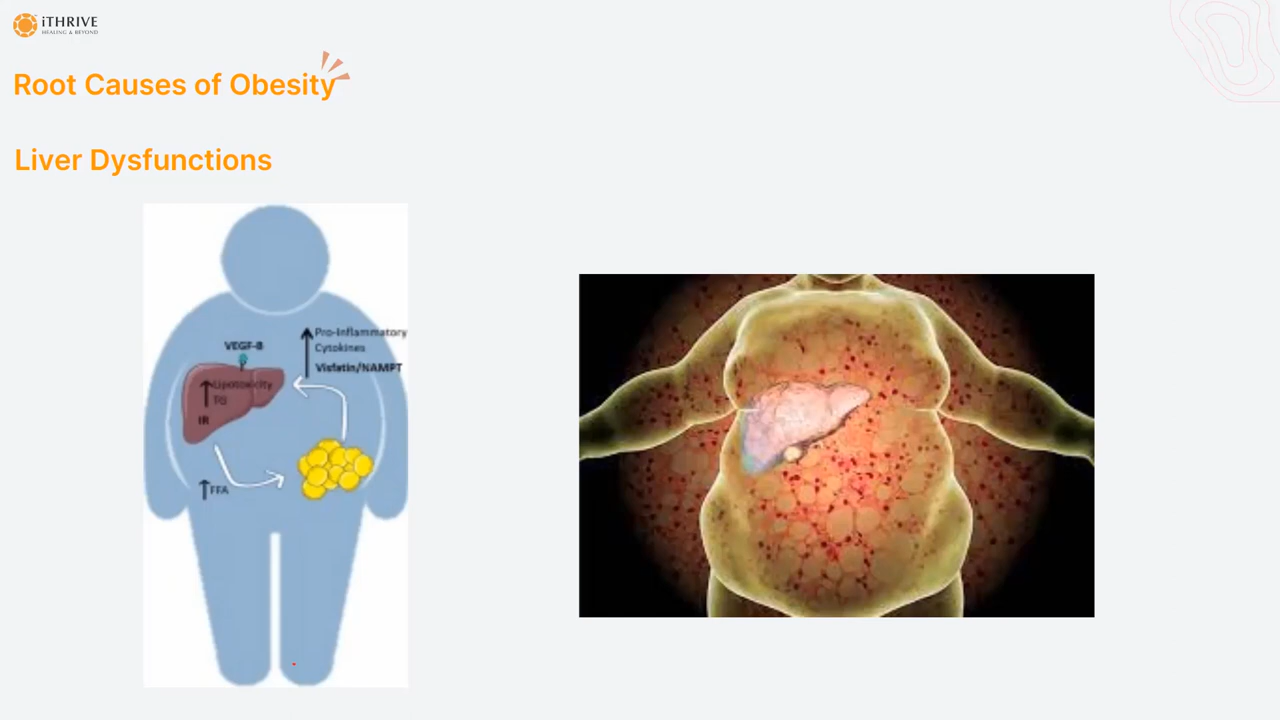 iTHRIVE
HEALING & BEYOND
Root Causes of Obesity
Liver Dysfunctions
Pro-Inflammatory
Cytokines
Visfatin/NAMPT
VEGF-B
Lipotoxicity
TG
IR
FFA